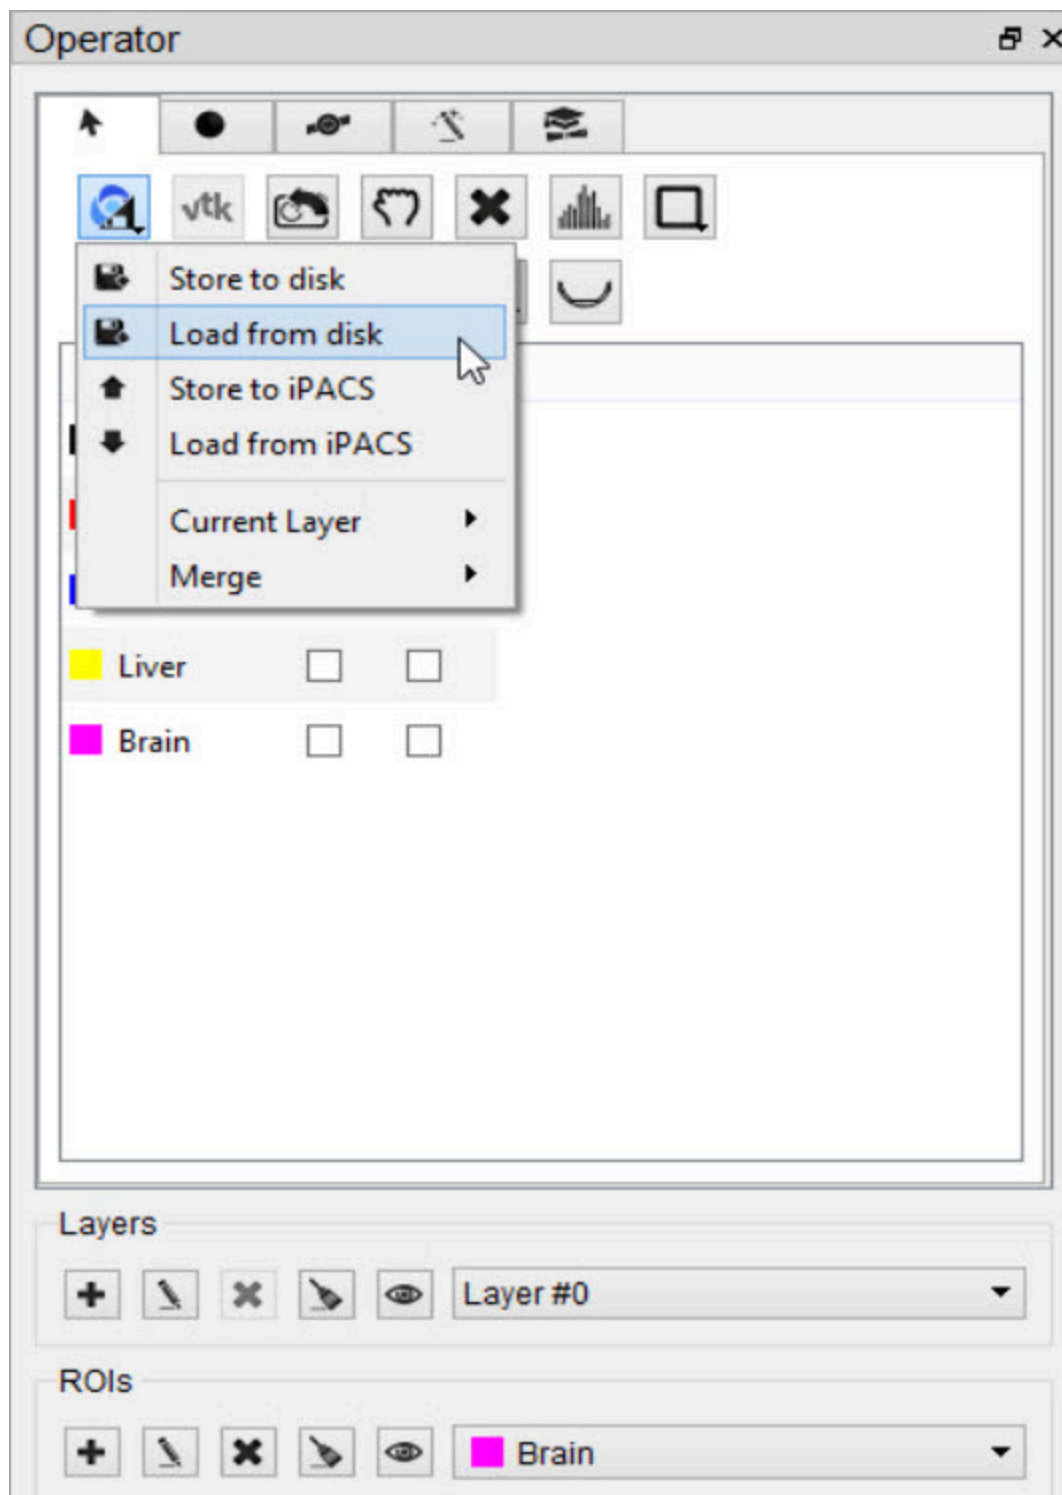 Operator
vtk
Store to disk
Load from disk
Store to iPACS
Load from iPACS
Current Layer
Merge
Liver
Brain
Layers
Layer #0
ROIs
Brain